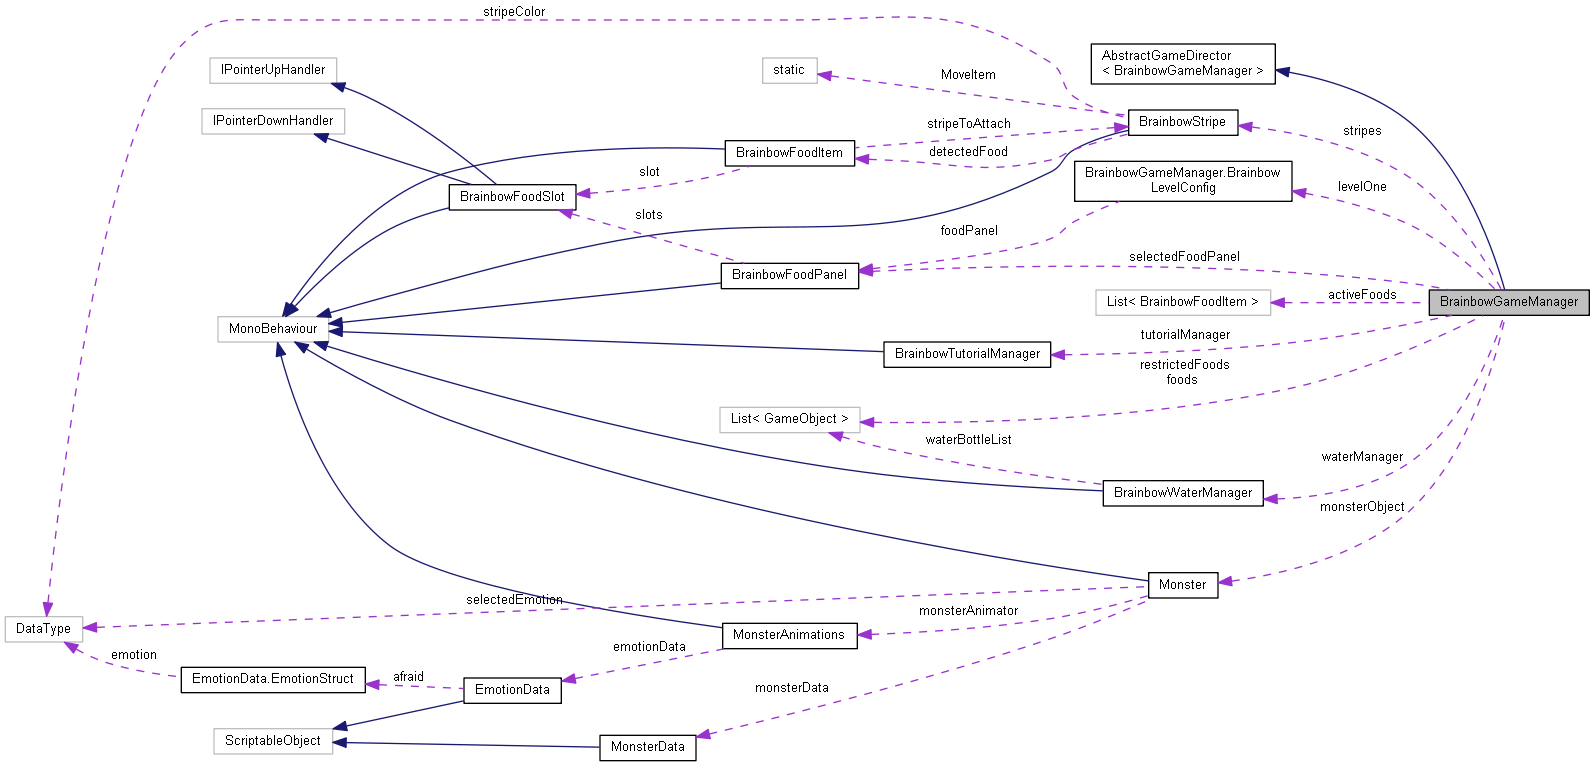 stripeColor
IPointerUpHandler
static
MoveItem
AbstractGameDirector
< BrainbowGameManager >
IPointerDownHandler
BrainbowStripe
stripeToAttach
stripes
BrainbowFoodItem
detectedFood
slot
BrainbowGameManager.Brainbow
LevelConfig
levelOne
BrainbowFoodSlot
slots
foodPanel
selectedFoodPanel
BrainbowFoodPanel
List< BrainbowFoodItem >
activeFoods
BrainbowGameManager
MonoBehaviour
tutorialManager
BrainbowTutorialManager
restrictedFoods
foods
List< GameObject >
waterBottleList
waterManager
BrainbowWaterManager
monsterObject
Monster
selectedEmotion
monsterAnimator
DataType
MonsterAnimations
emotion
emotionData
EmotionData.EmotionStruct
afraid
EmotionData
monsterData
ScriptableObject
MonsterData